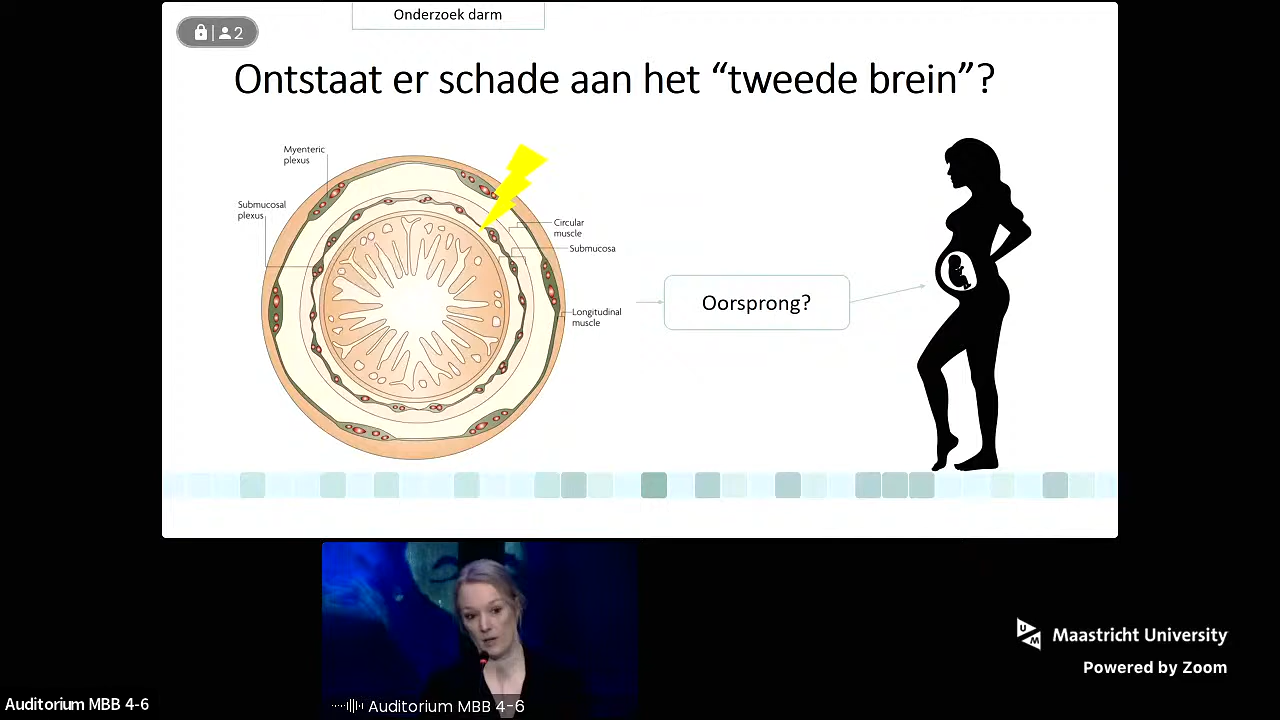 Onderzoek darm
2
Ontstaat er schade aan het “tweede brein”?
Myenteric
plexus
Submucosal
plexus
Circular
muscle
Submucosa
Longitudinal
muscle
Oorsprong?
UM
Maastricht University
Powered by Zoom
Auditorium MBB 4-6
Auditorium MBB 4-6